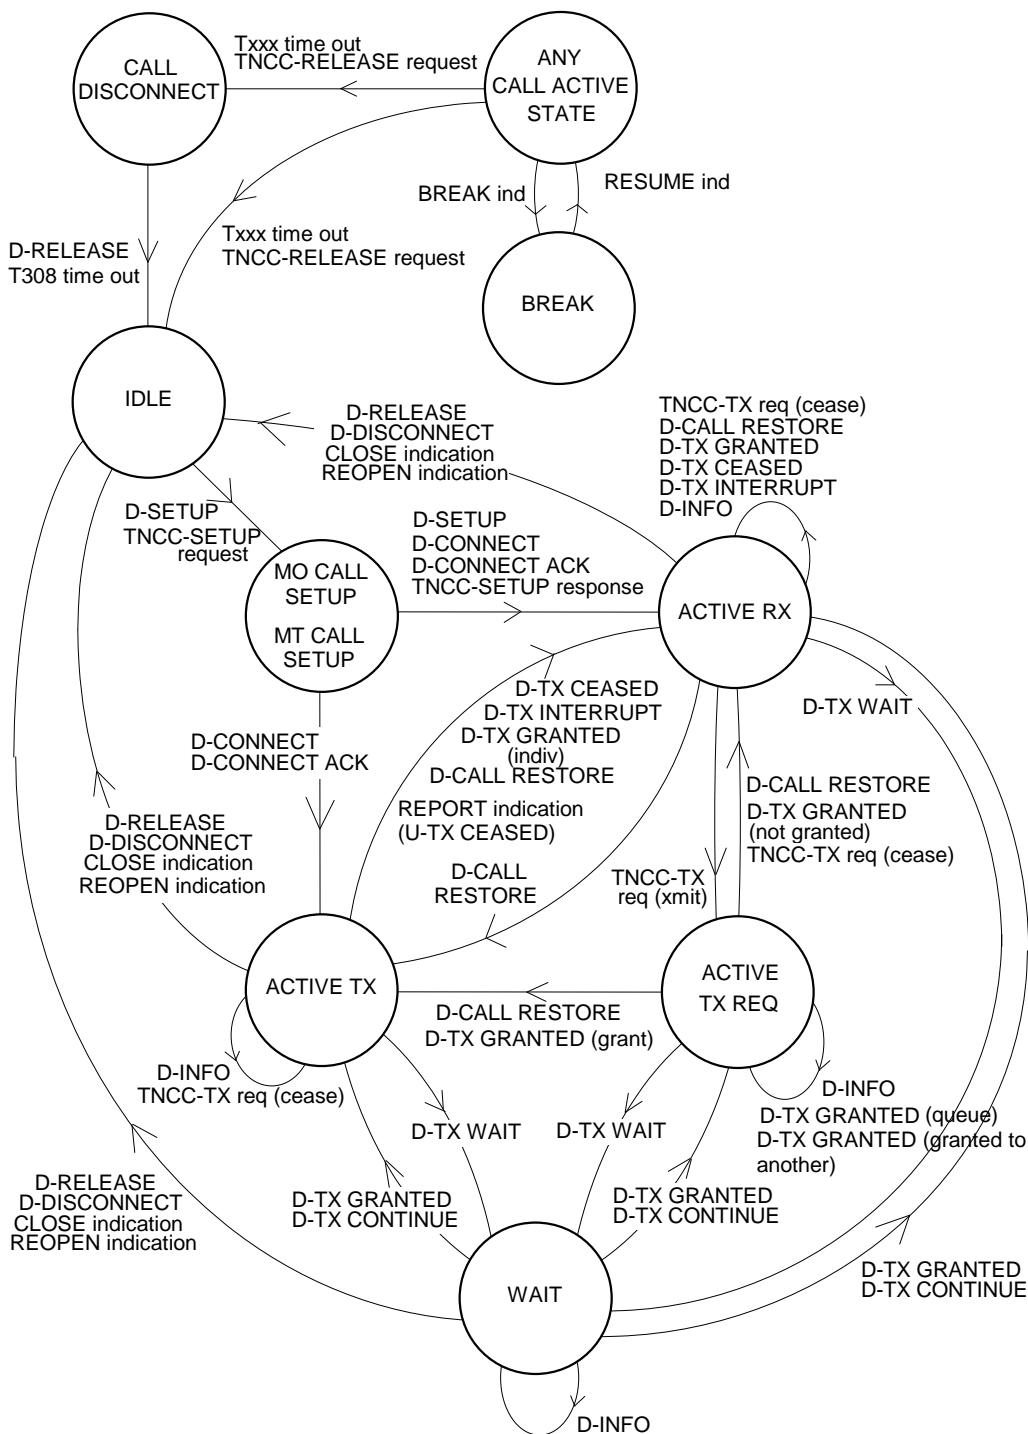 Txxx time out
TNCC-RELEASE request
CALL
DISCONNECT
ANY
CALL ACTIVE
STATE
BREAK ind
RESUME ind
Txxx time out
TNCC-RELEASE request
D-RELEASE
T308 time out
BREAK
IDLE
D-RELEASE
D-DISCONNECT
CLOSE indication
REOPEN indication
TNCC-TX req (cease)
D-CALL RESTORE
D-TX GRANTED
D-TX CEASED
D-TX INTERRUPT
D-INFO
D-SETUP
TNCC-SETUP
request
D-SETUP
D-CONNECT
D-CONNECT ACK
TNCC-SETUP response
MO CALL
SETUP
MT CALL
SETUP
ACTIVE RX
D-TX CEASED
D-TX INTERRUPT
D-TX GRANTED
(indiv)
D-CALL RESTORE
D-TX WAIT
D-CONNECT
D-CONNECT ACK
REPORT indication
(U-TX CEASED)
D-CALL RESTORE
D-TX GRANTED
(not granted)
TNCC-TX req (cease)
D-RELEASE
D-DISCONNECT
CLOSE indication
REOPEN indication
D-CALL
RESTORE
TNCC-TX
req (xmit)
ACTIVE TX
ACTIVE
TX REQ
D-CALL RESTORE
D-TX GRANTED (grant)
D-INFO
TNCC-TX req (cease)
D-INFO
D-TX GRANTED (queue)
D-TX GRANTED (granted to
another)
D-TX WAIT
D-TX WAIT
D-RELEASE
D-DISCONNECT
CLOSE indication
REOPEN indication
D-TX GRANTED
D-TX CONTINUE
D-TX GRANTED
D-TX CONTINUE
D-TX GRANTED
D-TX CONTINUE
WAIT
D-INFO